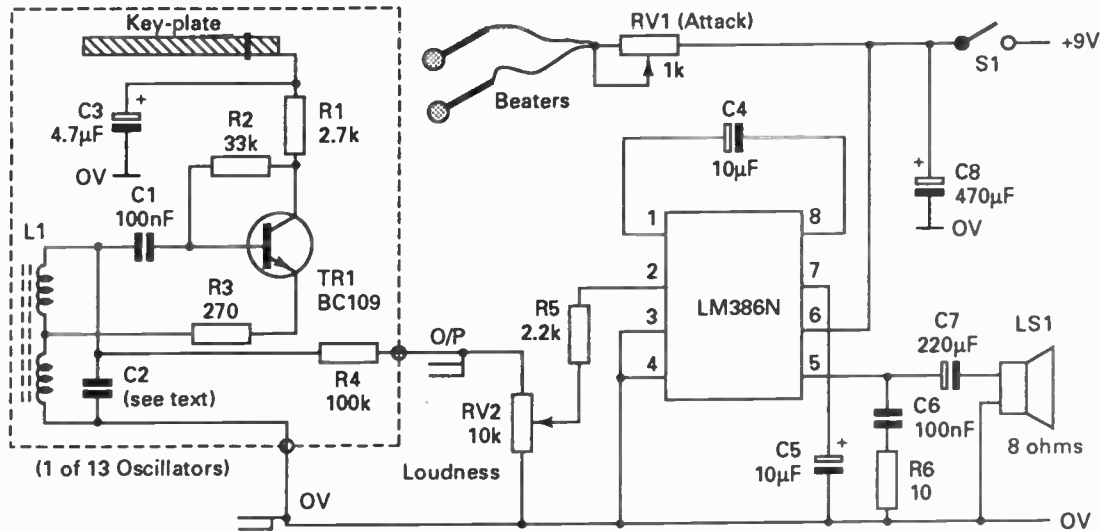 Key-plate
C3
4.7µF
+
R1
2.7k
R2
33k
0V
C1
100nF
L1
TR1
BC109
R3
270
C2
(see text)
R4
100k
(1 of 13 Oscillators)
O/P
RV2
10k
Loudness
0V
RV1 (Attack)
1k
Beaters
S1
+9V
C4
10µF
+
C8
470µF
0V
1
8
2
7
3
6
4
5
LM386N
R5
2.2k
C7
220µF
LS1
8 ohms
C6
100nF
R6
10
C5
10µF
+
0V